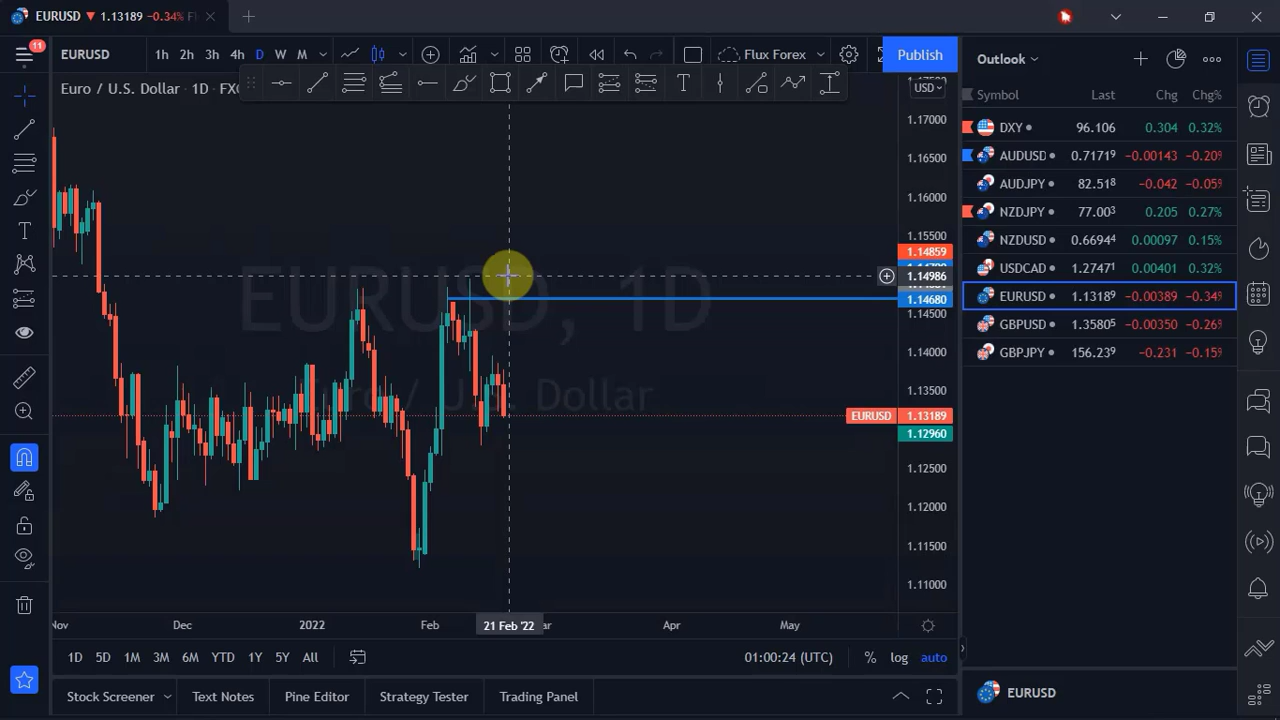 EURUSD ▼ 1.13189 −0.34%
11
EURUSD 1h 2h 3h 4h D W M Flux Forex Publish
Euro / U.S. Dollar · 1D · FXC
USD
1.17000
1.16500
1.16000
1.15500
1.14859
1.14986
1.14680
1.14500
1.14000
1.13500
EURUSD 1.13189
1.12960
1.12500
1.12000
1.11500
1.11000
EURUSD, 1D
Euro / U.S. Dollar
Nov Dec 2022 Feb 21 Feb '22 Apr May
1D 5D 1M 3M 6M YTD 1Y 5Y All 01:00:24 (UTC) % log auto
Stock Screener Text Notes Pine Editor Strategy Tester Trading Panel
Outlook
Symbol Last Chg Chg%
DXY 96.106 0.304 0.32%
AUDUSD 0.71719 −0.00143 −0.20%
AUDJPY 82.518 −0.042 −0.05%
NZDJPY 77.003 0.205 0.27%
NZDUSD 0.66944 0.00097 0.15%
USDCAD 1.27471 0.00401 0.32%
EURUSD 1.13189 −0.00389 −0.34%
GBPUSD 1.35805 −0.00350 −0.26%
GBPJPY 156.239 −0.231 −0.15%
EURUSD